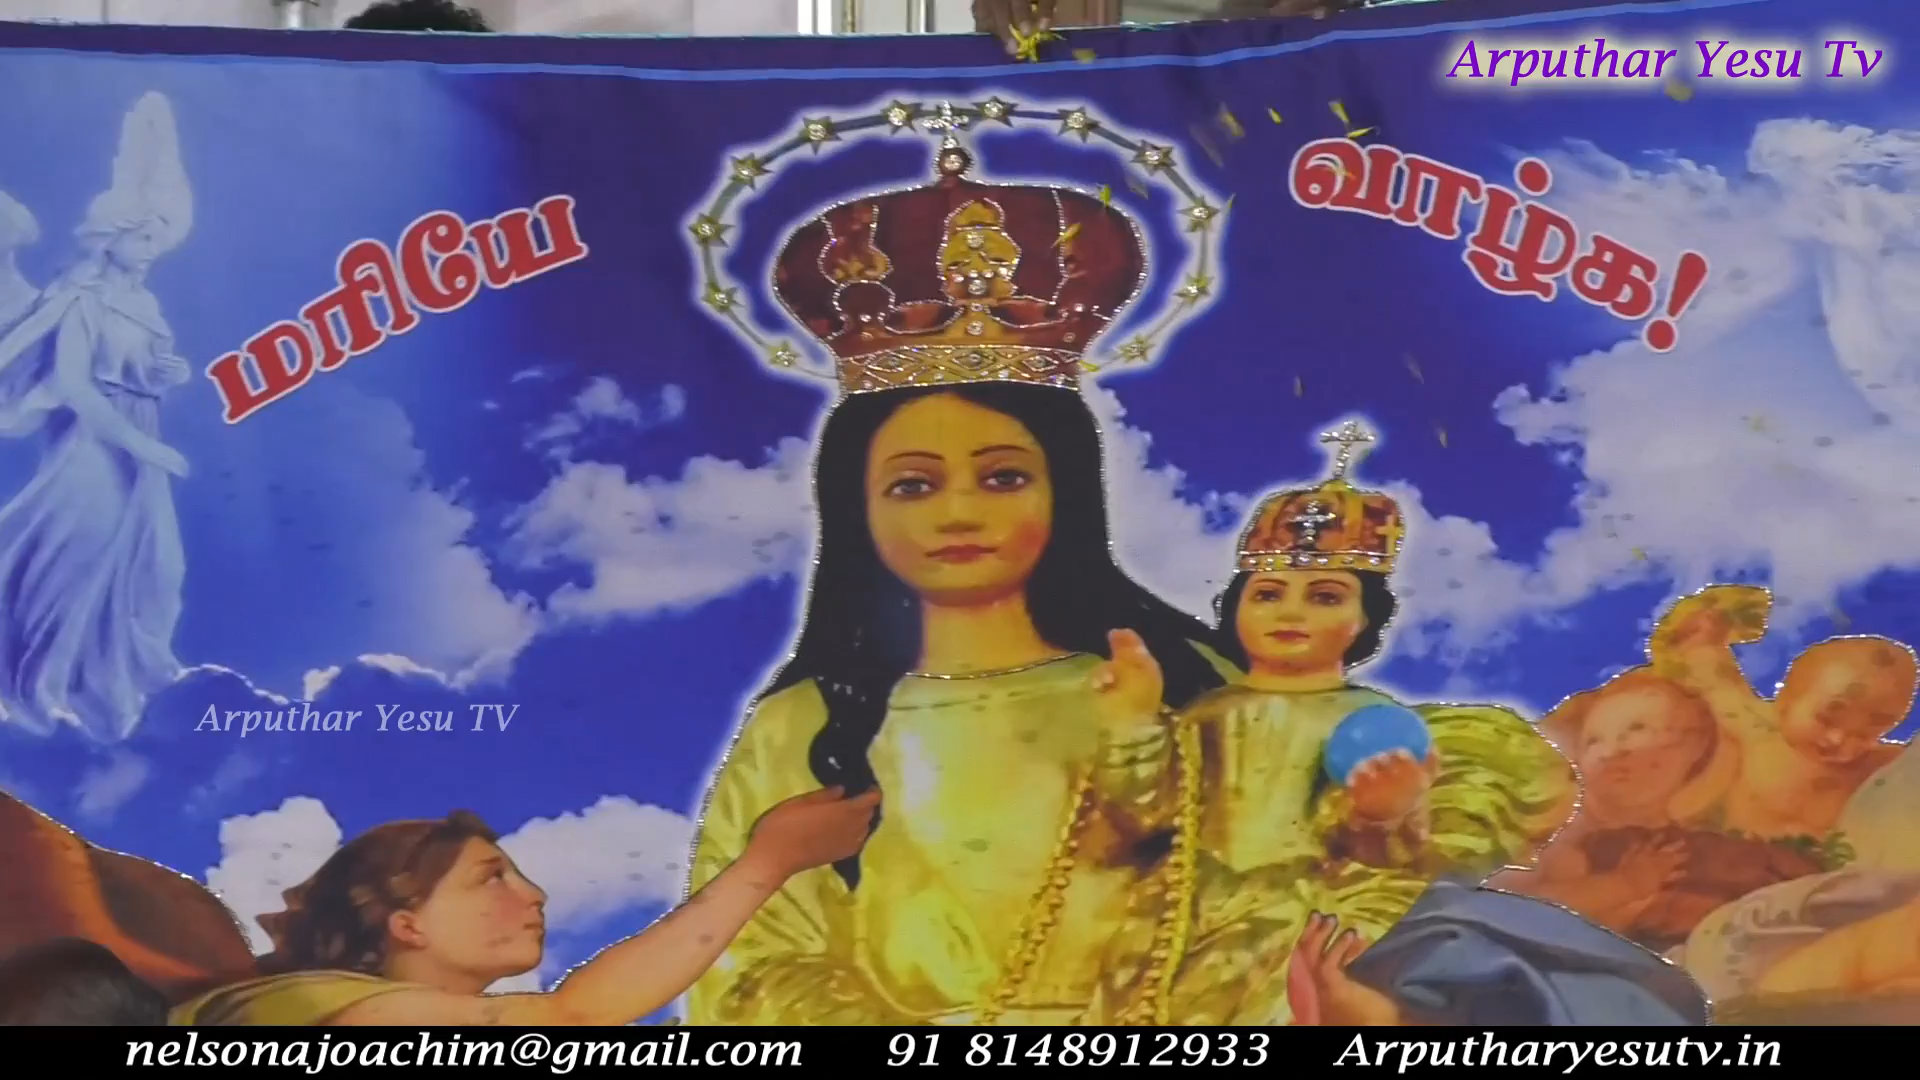 Arputhar Yesu Tv
மரியே
வாழ்க!
Arputhar Yesu TV
nelsonajoachim@gmail.com 91 8148912933 Arputharyesutv.in